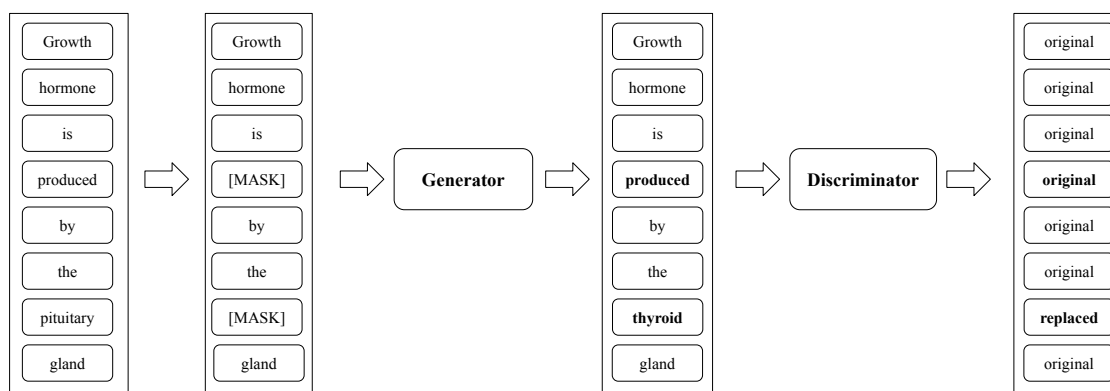 Growth
hormone
is
produced
by
the
pituitary
gland
Growth
hormone
is
[MASK]
by
the
[MASK]
gland
Generator
Growth
hormone
is
produced
by
the
thyroid
gland
Discriminator
original
original
original
original
original
original
replaced
original